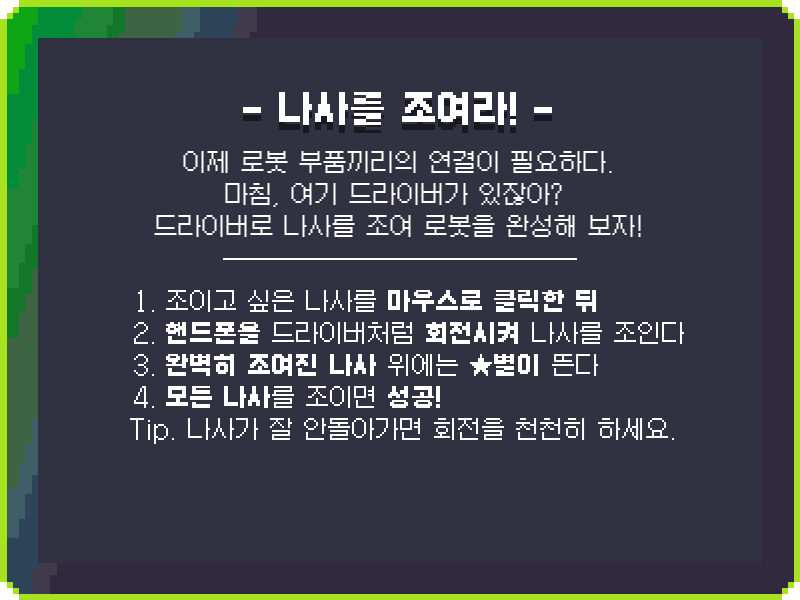 - 나사를 조여라! -
이제 로봇 부품끼리의 연결이 필요하다.
마침, 여기 드라이버가 있잖아?
드라이버로 나사를 조여 로봇을 완성해 보자!
1. 조이고 싶은 나사를 마우스로 클릭한 뒤
2. 핸드폰을 드라이버처럼 회전시켜 나사를 조인다
3. 완벽히 조여진 나사 위에는 ★별이 뜬다
4. 모든 나사를 조이면 성공!
Tip. 나사가 잘 안돌아가면 회전을 천천히 하세요.